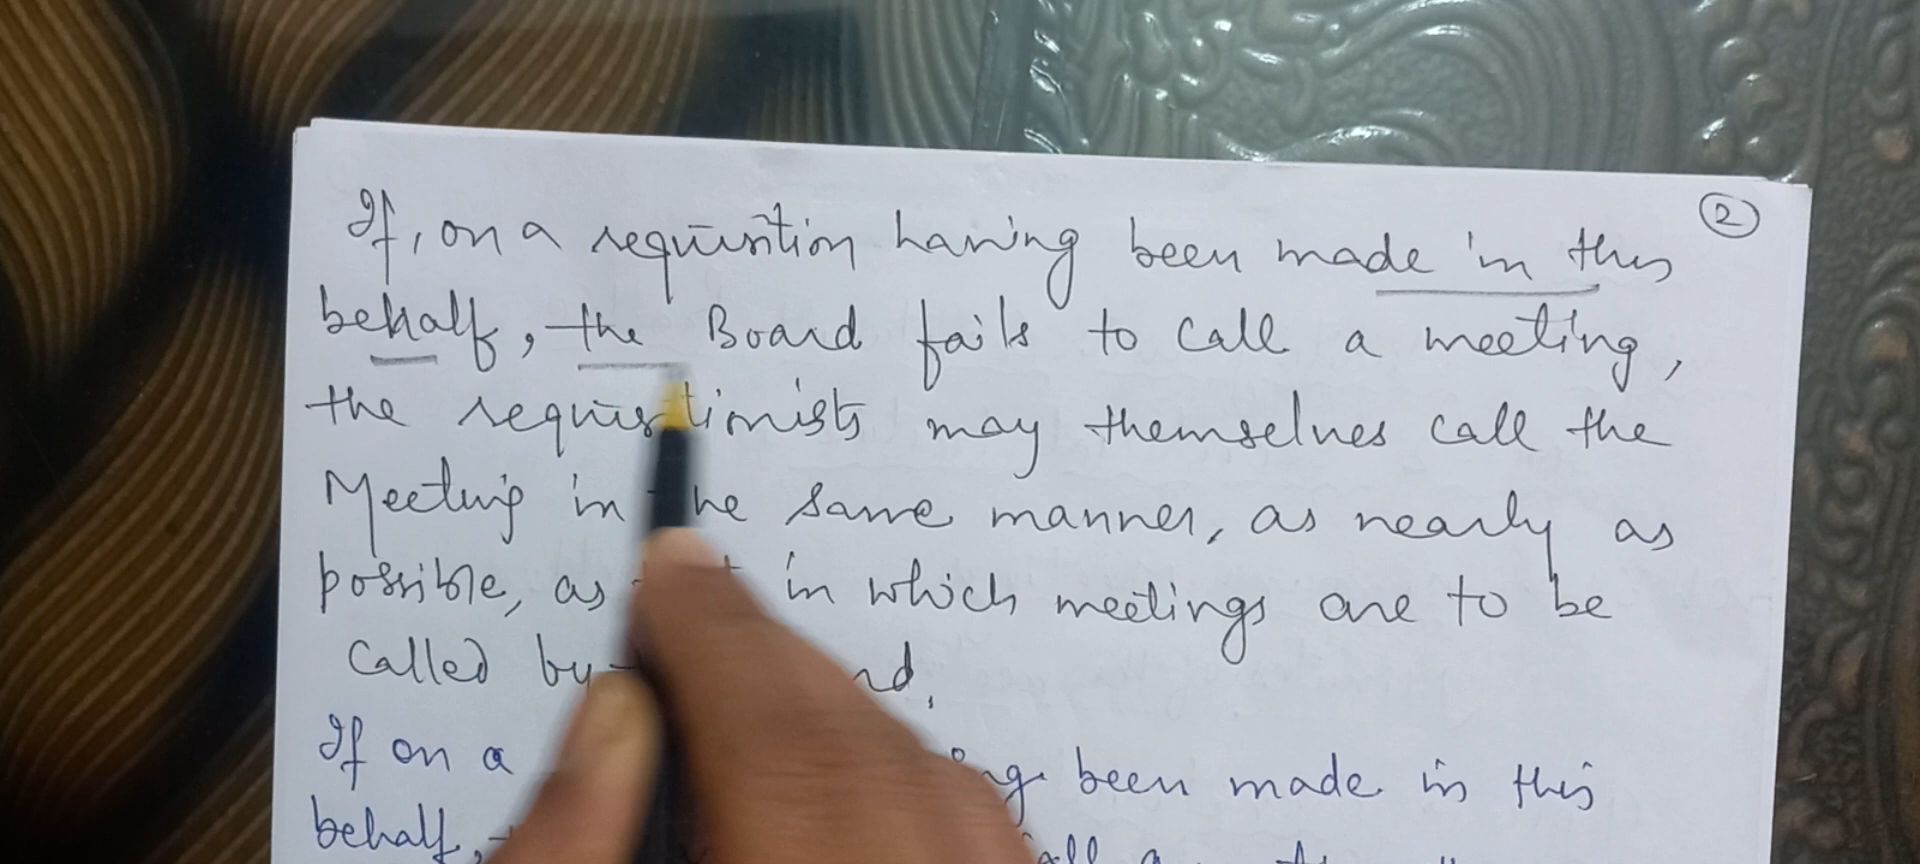 2
If, on a requisition having been made in this
behalf, the Board fails to call a meeting,
the requisitionists may themselves call the
Meeting in the same manner, as nearly as
possible, as in which meetings are to be
Called by
If on a been made in this
behalf, a